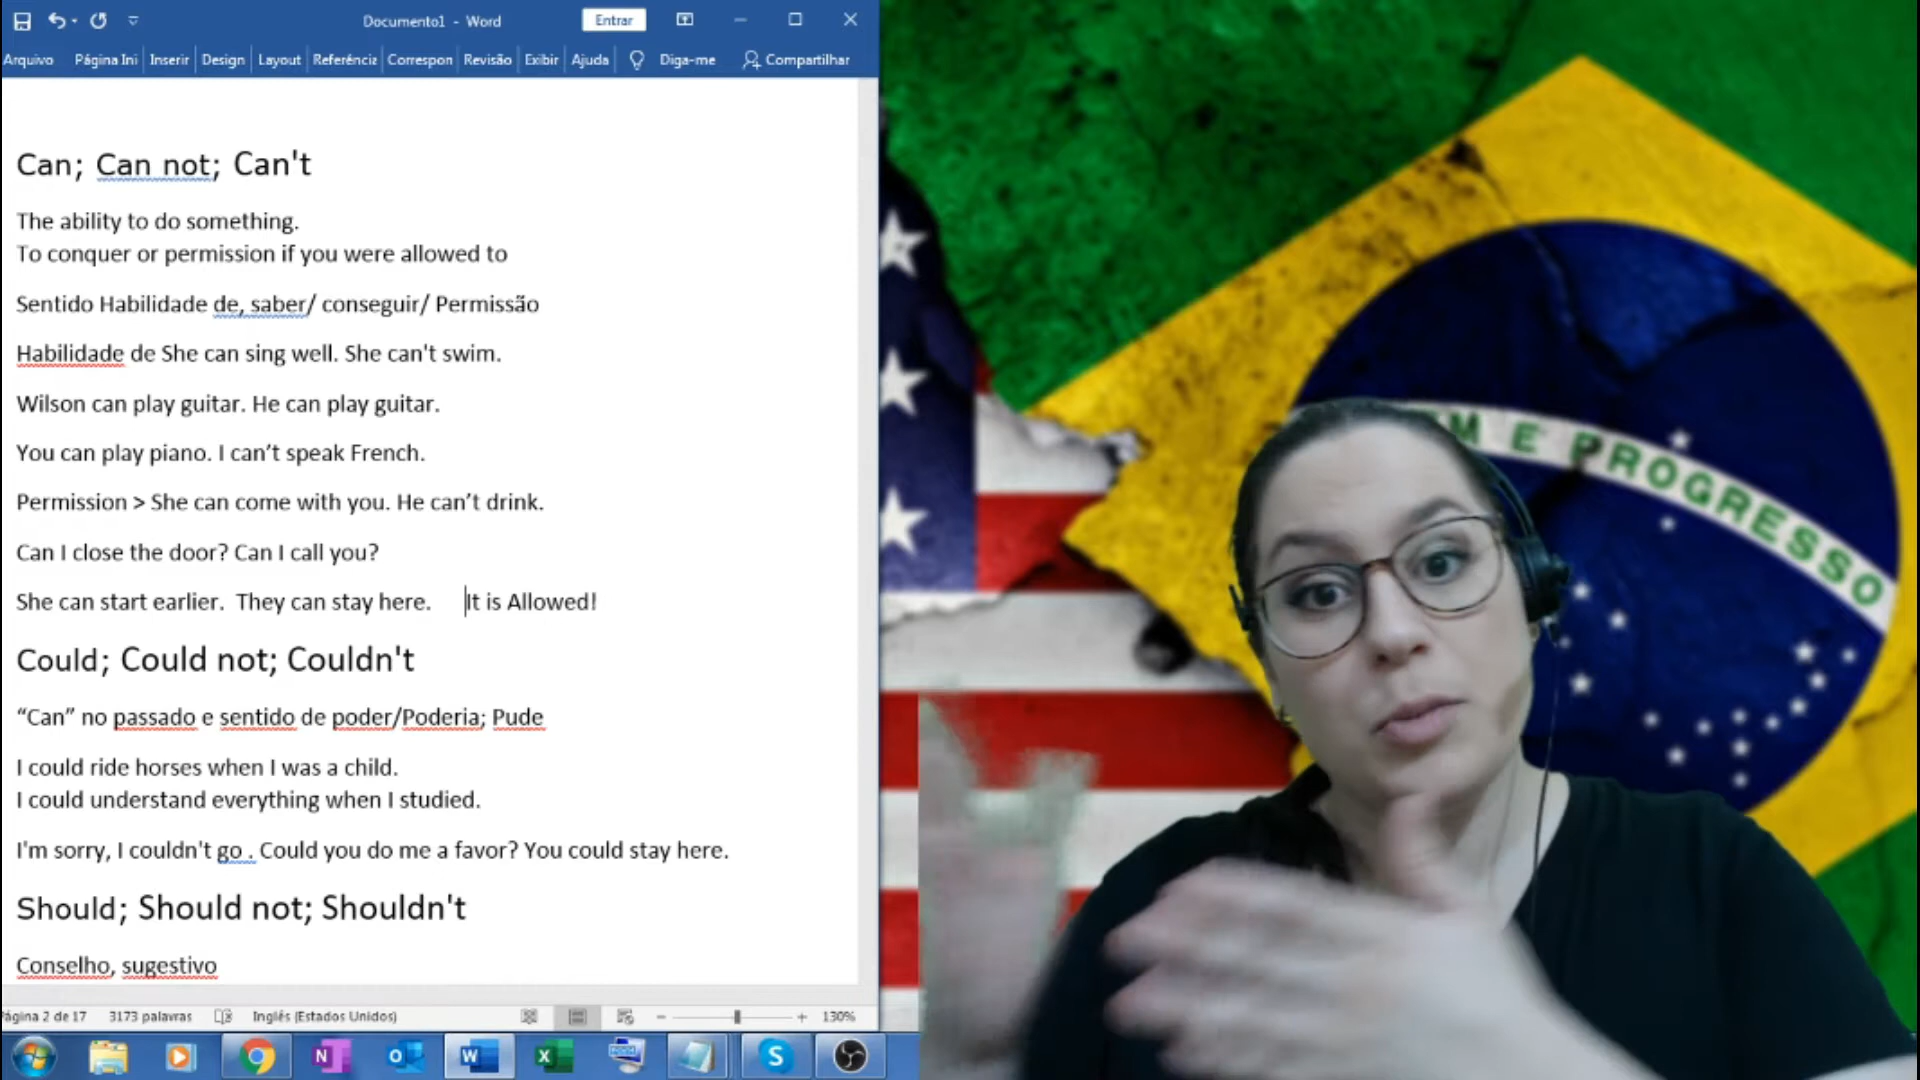 Documento1 - Word
Entrar
Arquivo Página Ini Inserir Design Layout Referência Correspon Revisão Exibir Ajuda Diga-me Compartilhar
Can; Can not; Can't
The ability to do something.
To conquer or permission if you were allowed to
Sentido Habilidade de, saber/ conseguir/ Permissão
Habilidade de She can sing well. She can't swim.
Wilson can play guitar. He can play guitar.
You can play piano. I can’t speak French.
Permission > She can come with you. He can’t drink.
Can I close the door? Can I call you?
She can start earlier. They can stay here. It is Allowed!
Could; Could not; Couldn't
“Can” no passado e sentido de poder/Poderia; Pude
I could ride horses when I was a child.
I could understand everything when I studied.
I'm sorry, I couldn't go . Could you do me a favor? You could stay here.
Should; Should not; Shouldn't
Conselho, sugestivo
Página 2 de 17 3173 palavras Inglês (Estados Unidos) 130%
M E PROGRESSO